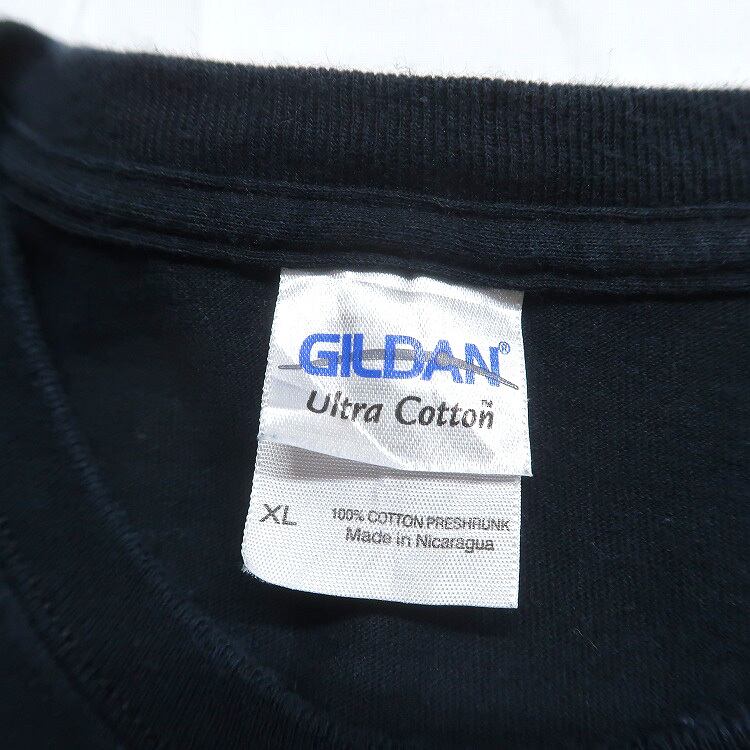 GILDAN®
Ultra Cotton™
XL
100% COTTON PRESHRUNK
Made in Nicaragua